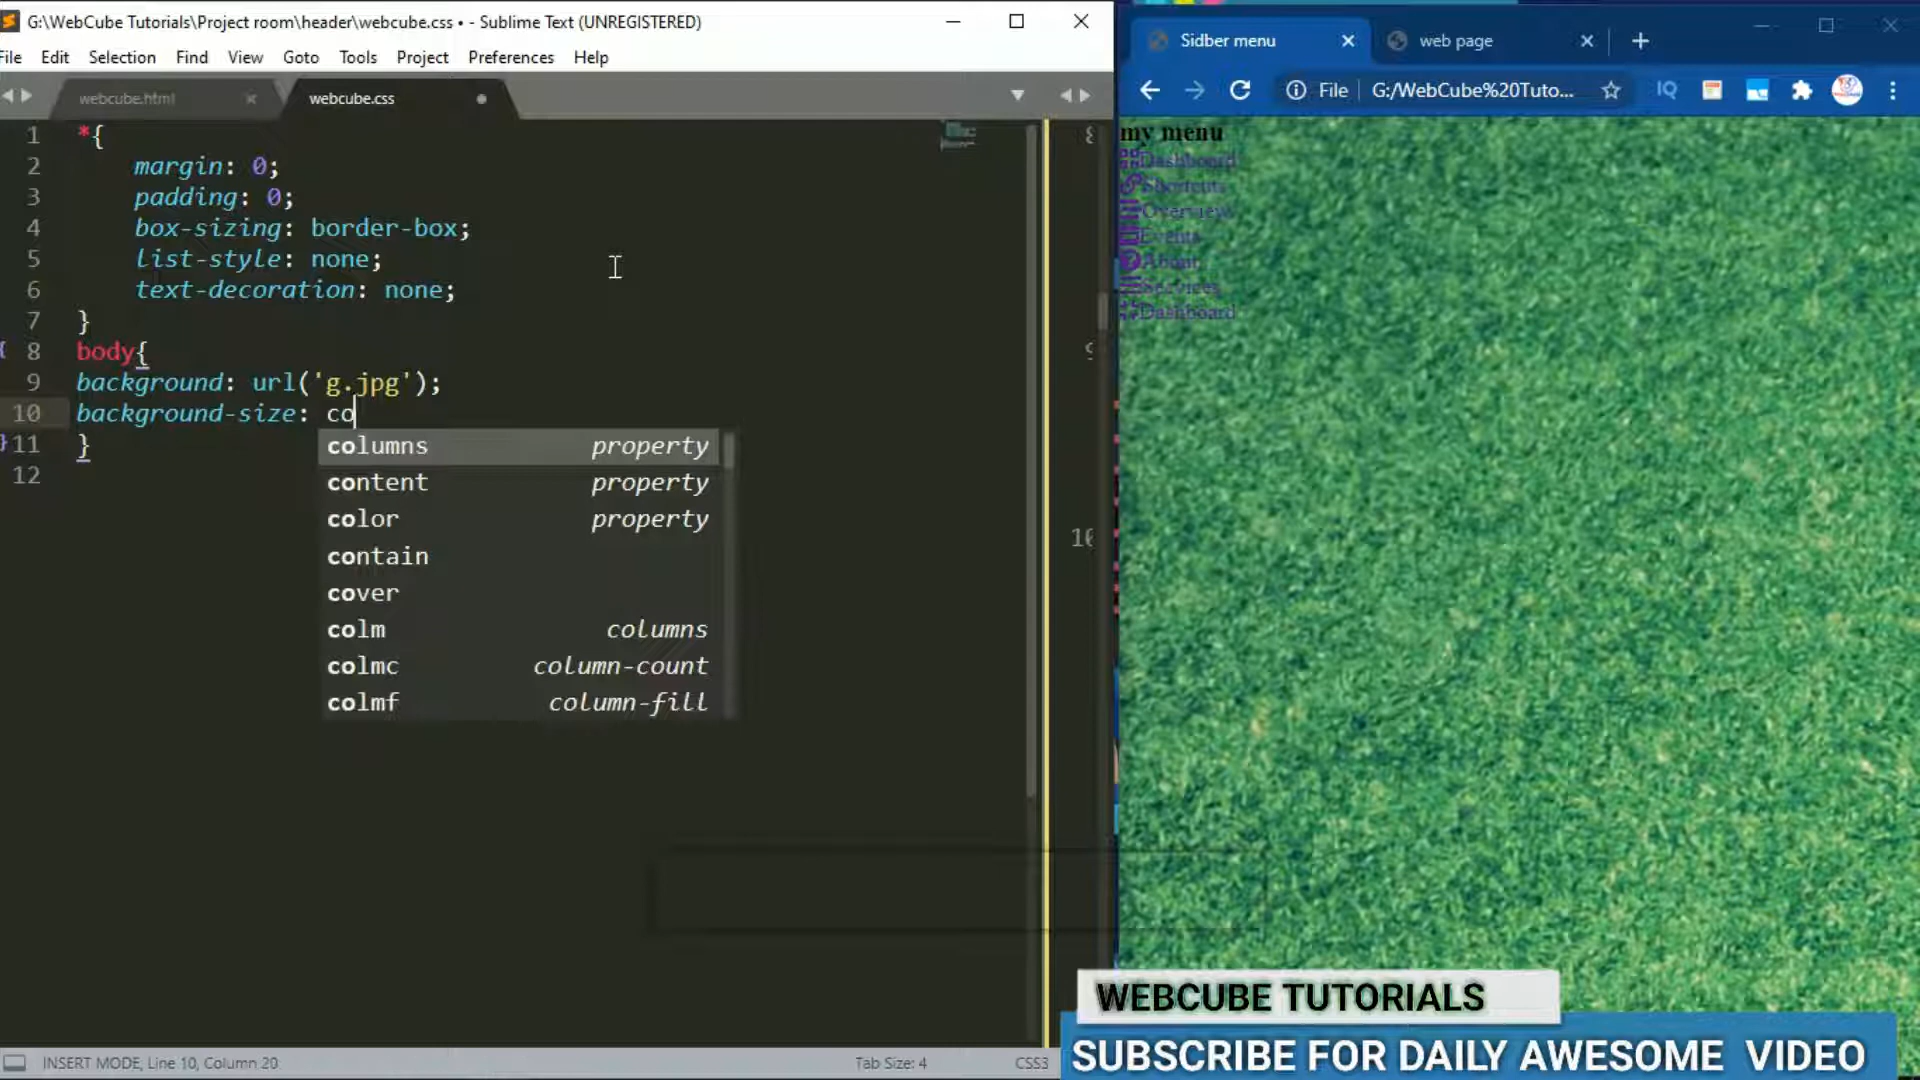 G:\WebCube Tutorials\Project room\header\webcube.css • - Sublime Text (UNREGISTERED)
File Edit Selection Find View Goto Tools Project Preferences Help
webcube.html
webcube.css
1 *{
2 margin: 0;
3 padding: 0;
4 box-sizing: border-box;
5 list-style: none;
6 text-decoration: none;
7 }
8 body{
9 background: url('g.jpg');
10 background-size: co
11 }
12
columns property
content property
color property
contain
cover
colm columns
colmc column-count
colmf column-fill
8
9
10
INSERT MODE, Line 10, Column 20
Tab Size: 4
CSS3
Sidber menu
web page
File
G:/WebCube%20Tuto...
IQ
my menu
Dashboard
Shortcuts
Overview
Events
About
Services
Dashboard
WEBCUBE TUTORIALS
SUBSCRIBE FOR DAILY AWESOME VIDEO